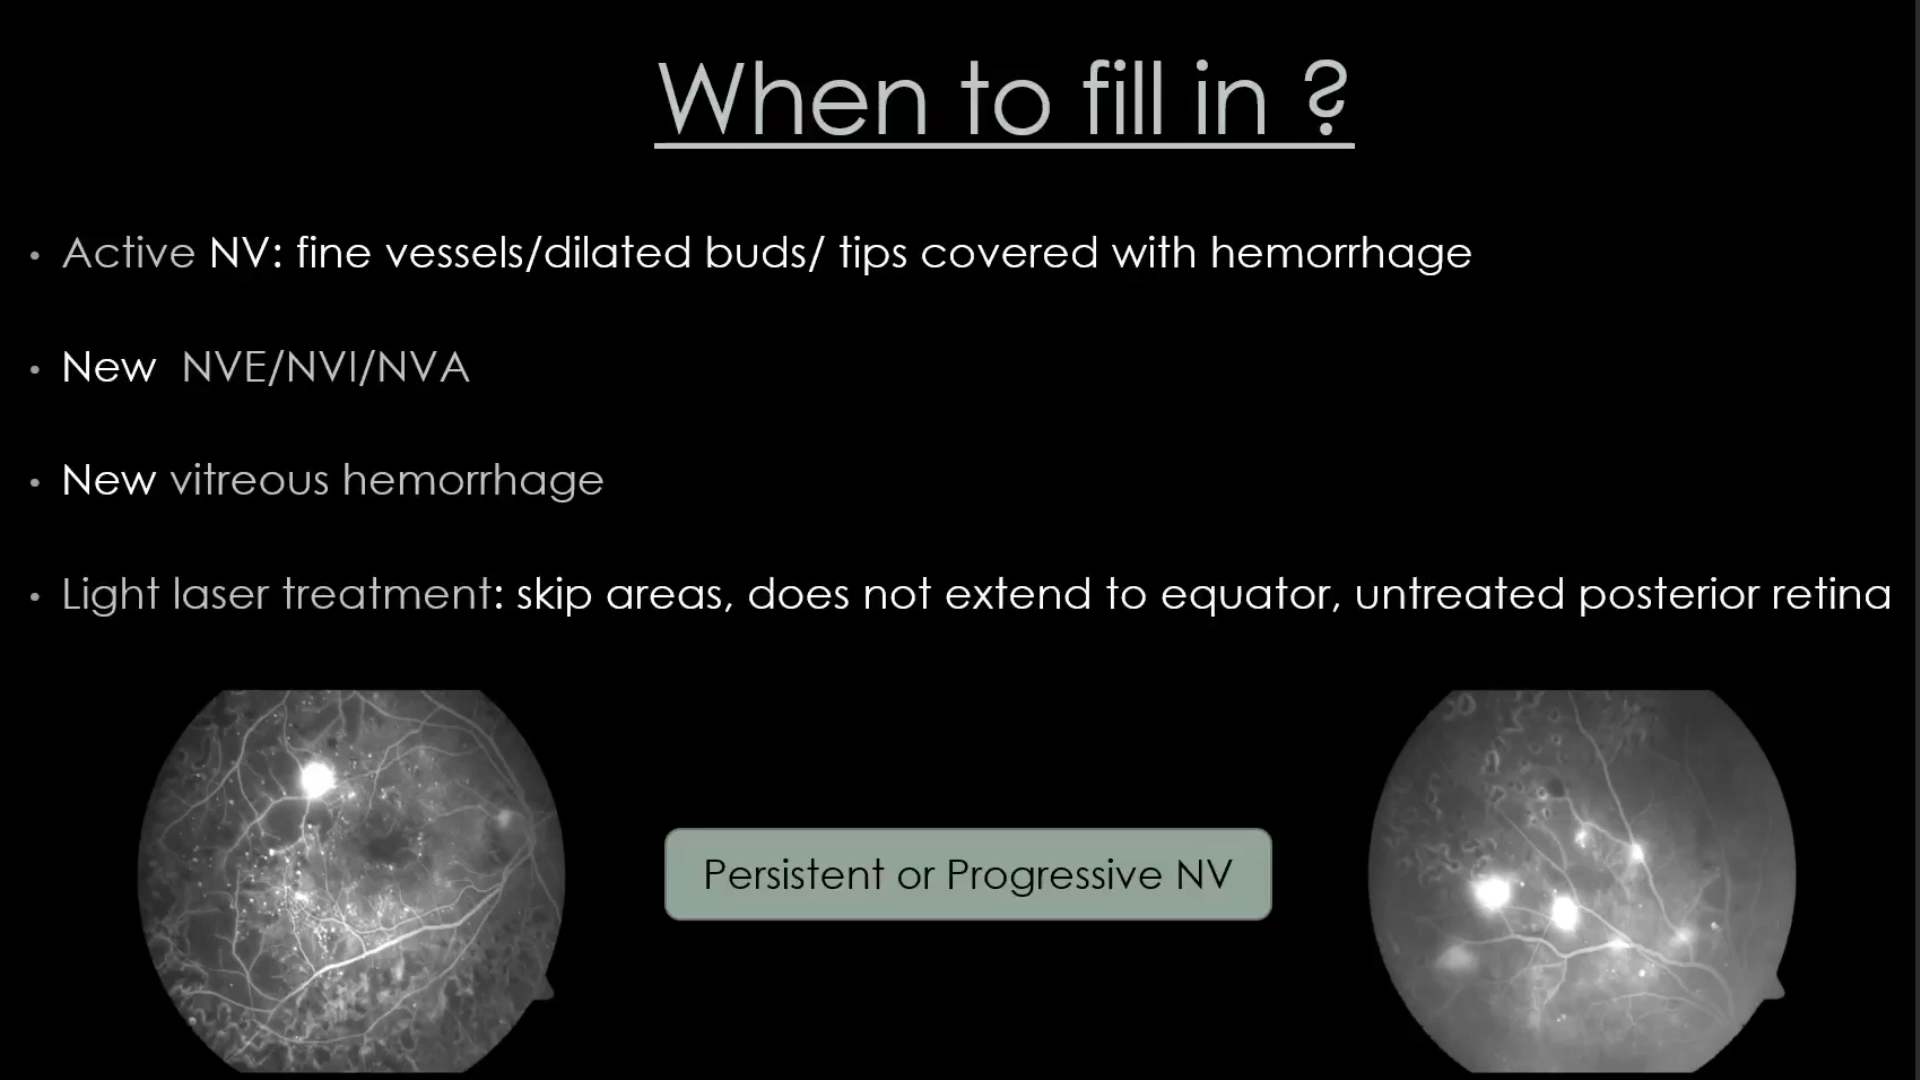 When to fill in ?
• Active NV: fine vessels/dilated buds/ tips covered with hemorrhage
• New  NVE/NVI/NVA
• New vitreous hemorrhage
• Light laser treatment: skip areas, does not extend to equator, untreated posterior retina
Persistent or Progressive NV